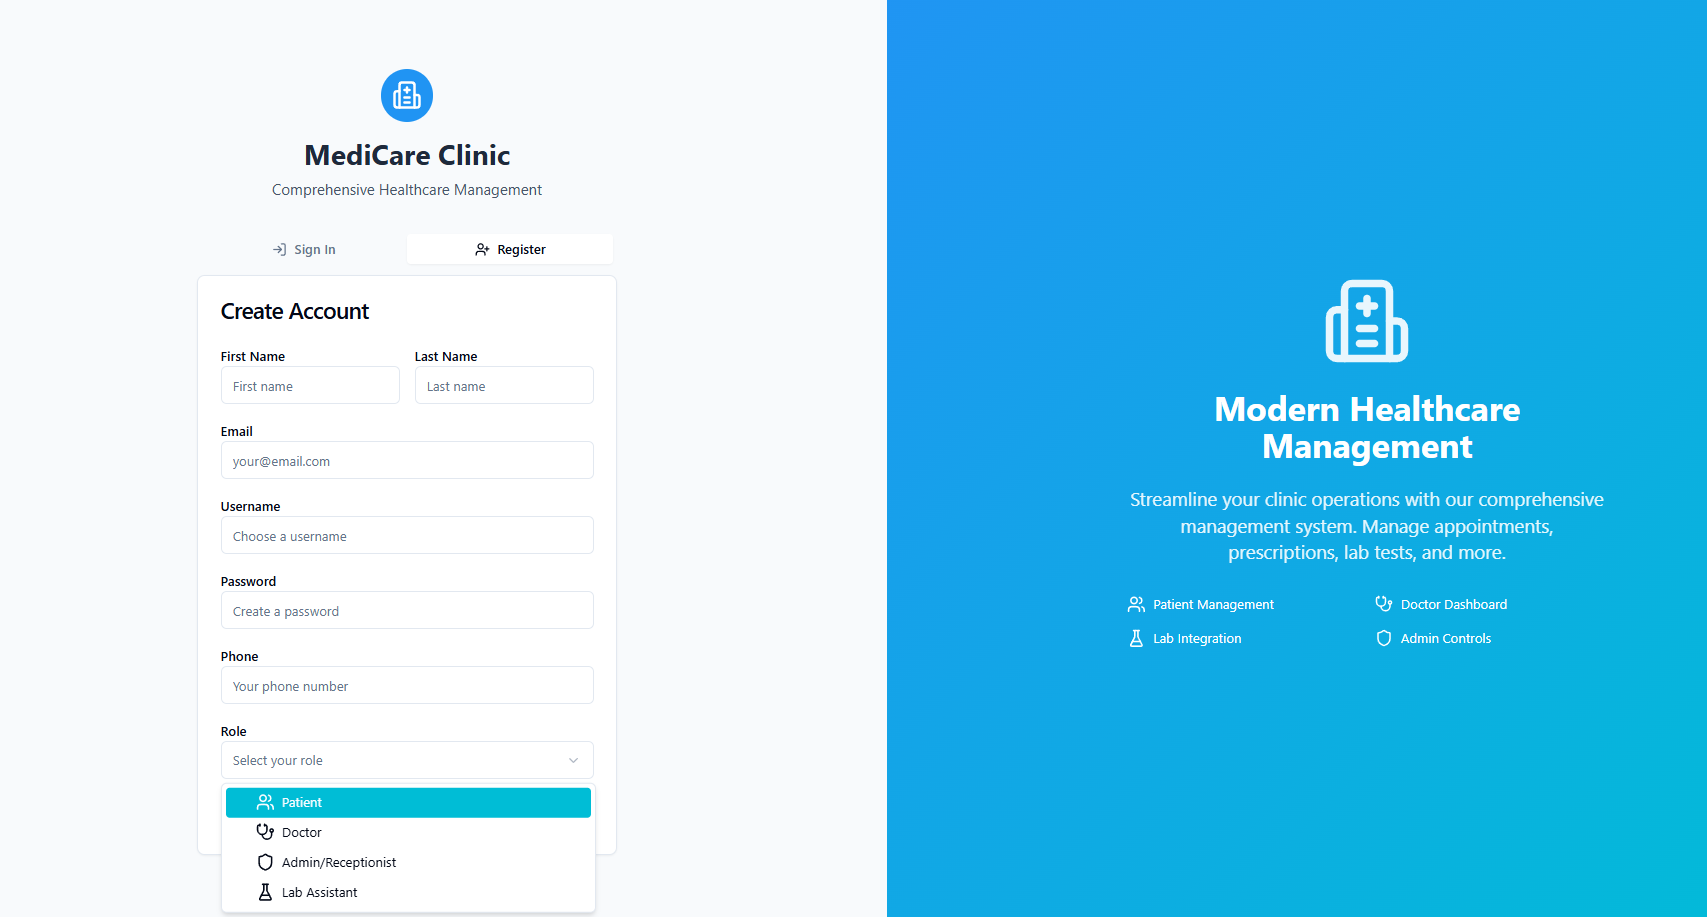 MediCare Clinic
Comprehensive Healthcare Management
Sign In
Register
Create Account
First Name
Last Name
First name
Last name
Email
your@email.com
Username
Choose a username
Password
Create a password
Phone
Your phone number
Role
Select your role
Patient
Doctor
Admin/Receptionist
Lab Assistant
Modern Healthcare
Management
Streamline your clinic operations with our comprehensive
management system. Manage appointments,
prescriptions, lab tests, and more.
Patient Management
Doctor Dashboard
Lab Integration
Admin Controls